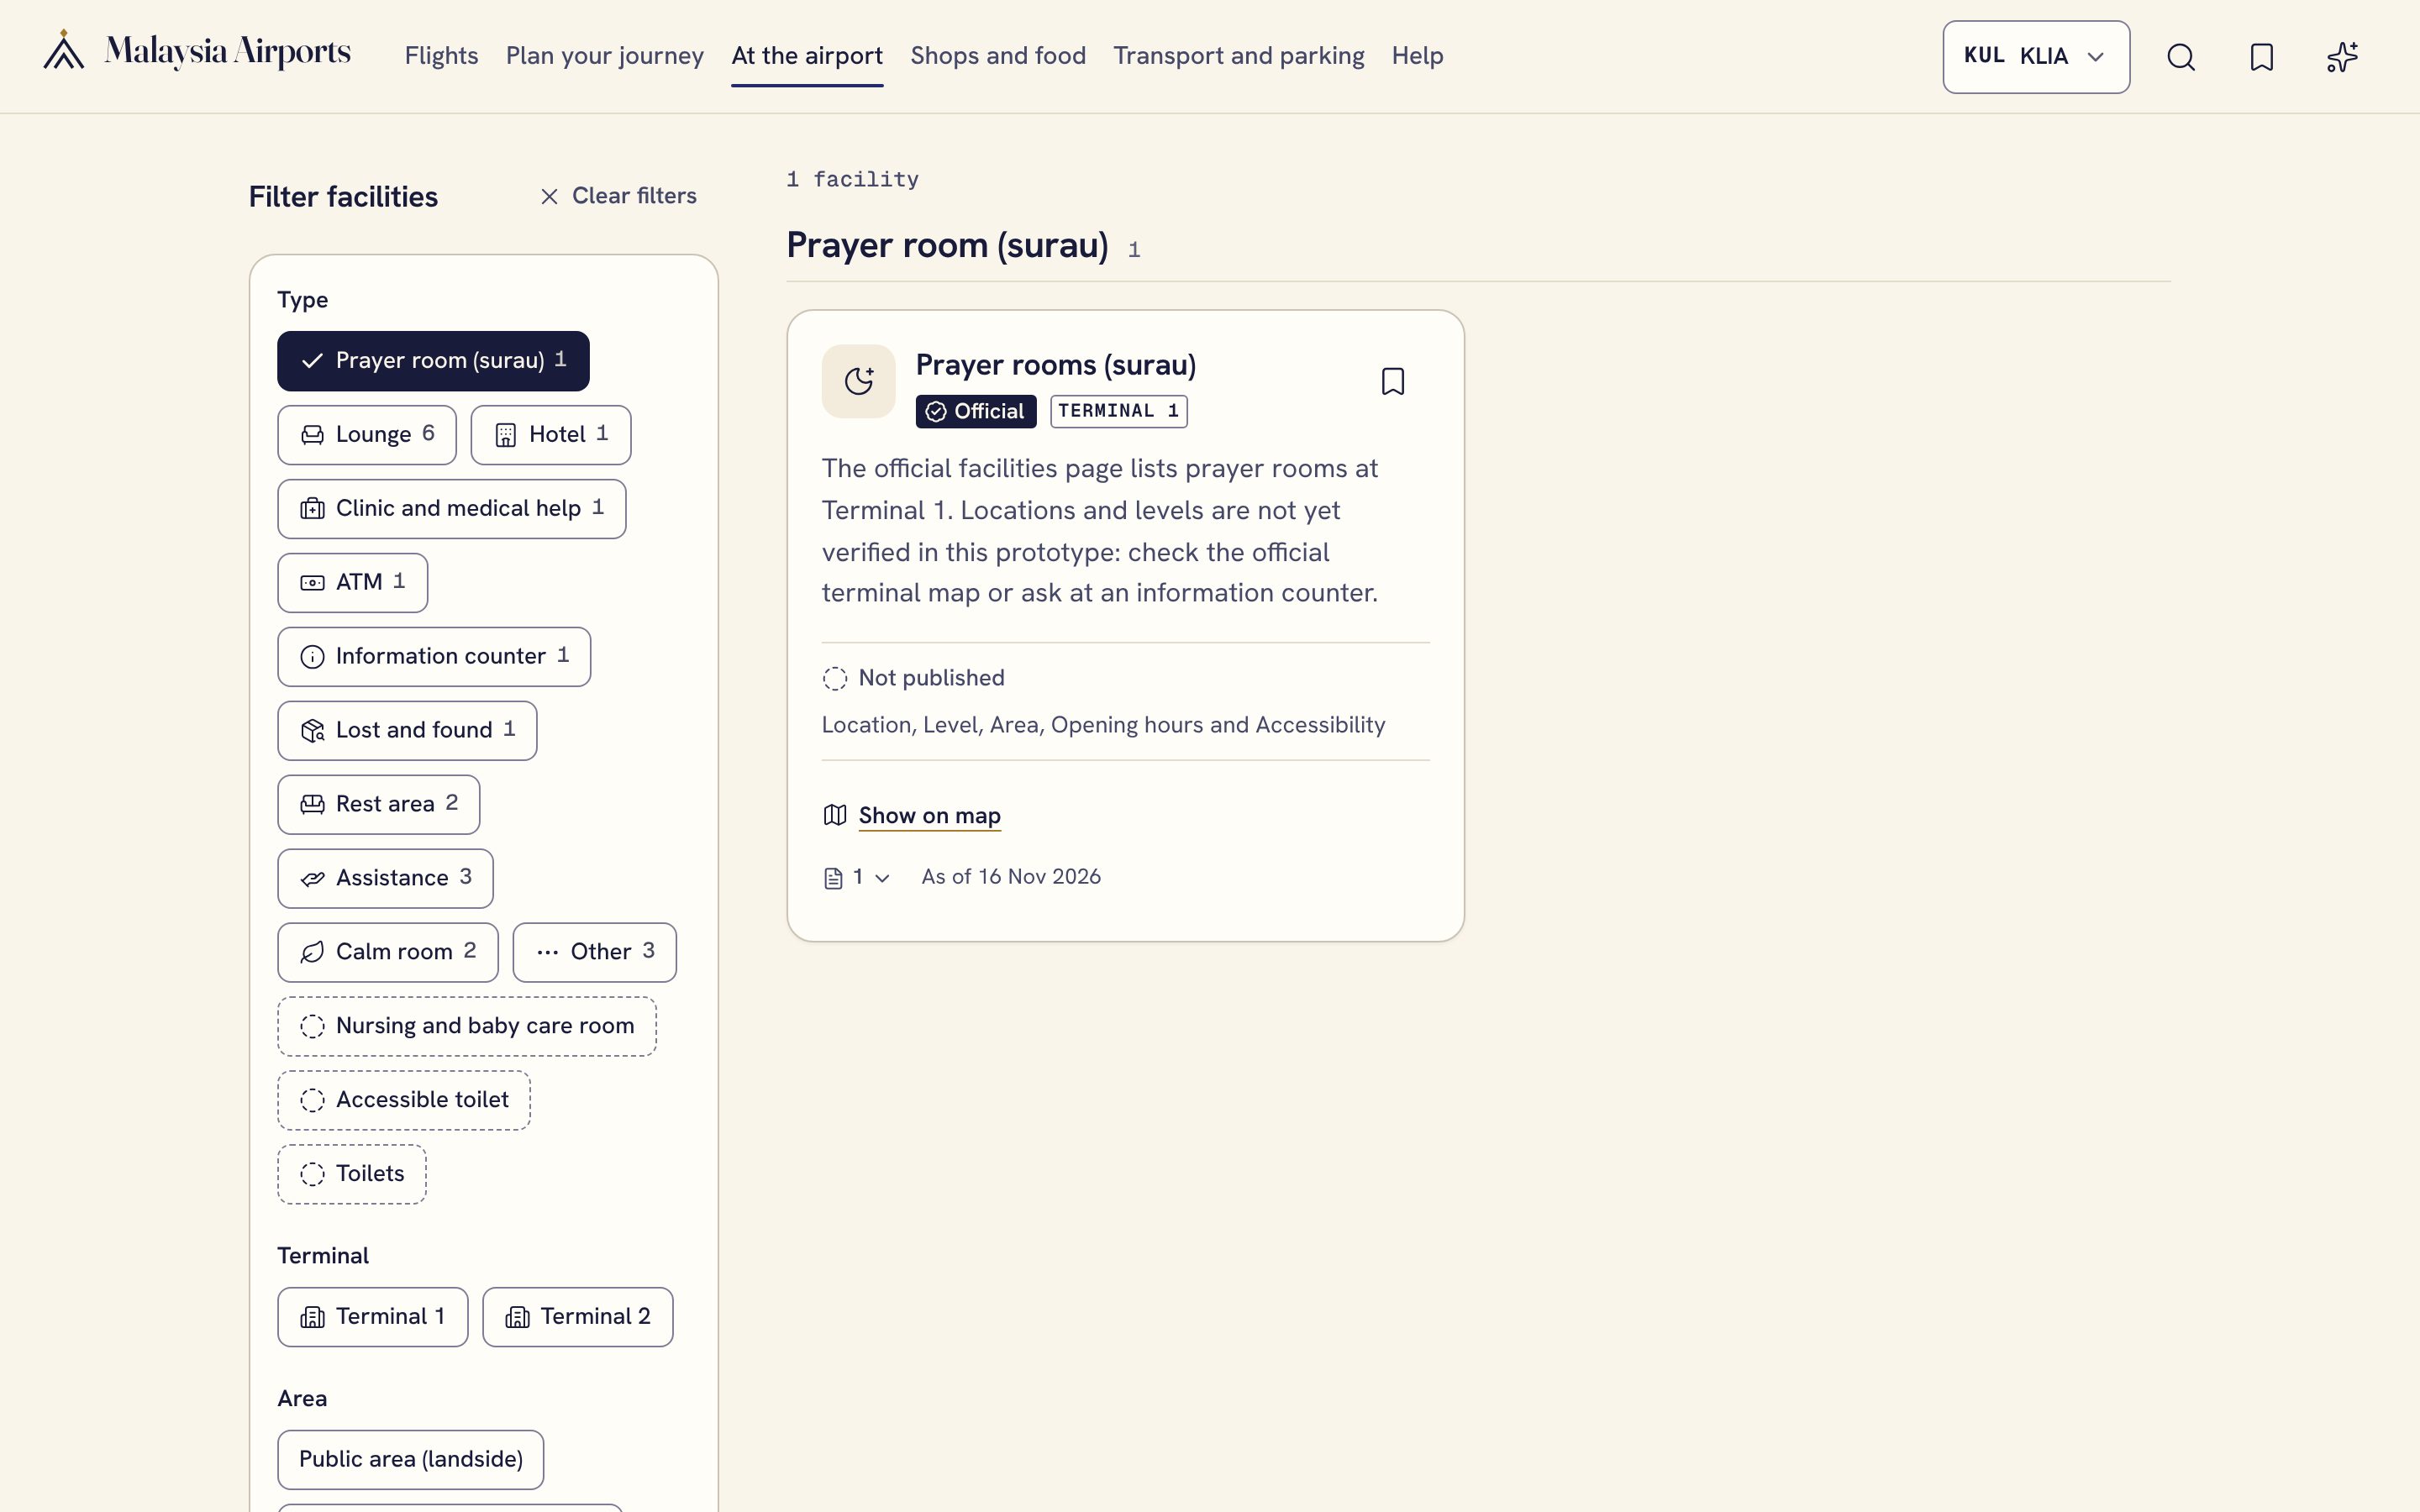 Malaysia Airports
Flights
Plan your journey
At the airport
Shops and food
Transport and parking
Help
KUL KLIA
Filter facilities
Clear filters
Type
Prayer room (surau) 1
Lounge 6
Hotel 1
Clinic and medical help 1
ATM 1
Information counter 1
Lost and found 1
Rest area 2
Assistance 3
Calm room 2
Other 3
Nursing and baby care room
Accessible toilet
Toilets
Terminal
Terminal 1
Terminal 2
Area
Public area (landside)
1 facility
Prayer room (surau) 1
Prayer rooms (surau)
Official
TERMINAL 1
The official facilities page lists prayer rooms at
Terminal 1. Locations and levels are not yet
verified in this prototype: check the official
terminal map or ask at an information counter.
Not published
Location, Level, Area, Opening hours and Accessibility
Show on map
1
As of 16 Nov 2026